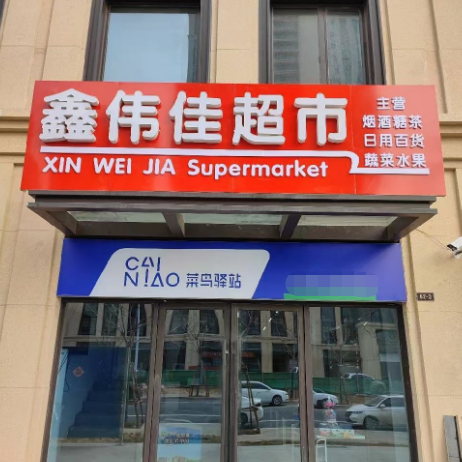 鑫伟佳超市
XIN WEI JIA Supermarket
主营
烟酒糖茶
日用百货
蔬菜水果
CAI
NIAO 菜鸟驿站